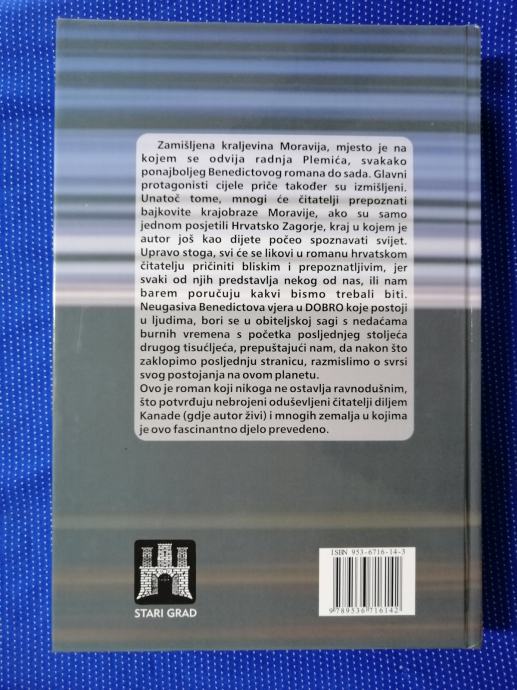 Zamišljena kraljevina Moravija, mjesto je na
kojem se odvija radnja Plemića, svakako
ponajboljeg Benedictovog romana do sada. Glavni
protagonisti cijele priče također su izmišljeni.
Unatoč tome, mnogi će čitatelji prepoznati
bajkovite krajobraze Moravije, ako su samo
jednom posjetili Hrvatsko Zagorje, kraj u kojem je
autor još kao dijete počeo spoznavati svijet.
Upravo stoga, svi će se likovi u romanu hrvatskom
čitatelju pričiniti bliskim i prepoznatljivim, jer
svaki od njih predstavlja nekog od nas, ili nam
barem poručuju kakvi bismo trebali biti.
Neugasiva Benedictova vjera u DOBRO koje postoji
u ljudima, bori se u obiteljskoj sagi s nedaćama
burnih vremena s početka posljednjeg stoljeća
drugog tisućljeća, prepuštajući nam, da nakon što
zaklopimo posljednju stranicu, razmislimo o svrsi
svog postojanja na ovom planetu.
Ovo je roman koji nikoga ne ostavlja ravnodušnim,
što potvrđuju nebrojeni oduševljeni čitatelji diljem
Kanade (gdje autor živi) i mnogih zemalja u kojima
je ovo fascinantno djelo prevedeno.
STARI GRAD
ISBN 953-6716-14-3
9 789536 716142